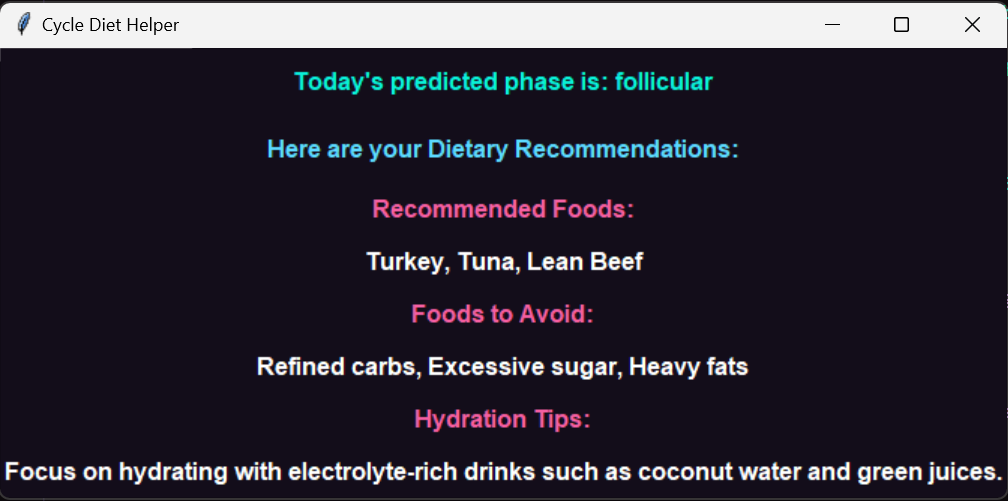 Cycle Diet Helper
Today's predicted phase is: follicular
Here are your Dietary Recommendations:
Recommended Foods:
Turkey, Tuna, Lean Beef
Foods to Avoid:
Refined carbs, Excessive sugar, Heavy fats
Hydration Tips:
Focus on hydrating with electrolyte-rich drinks such as coconut water and green juices.